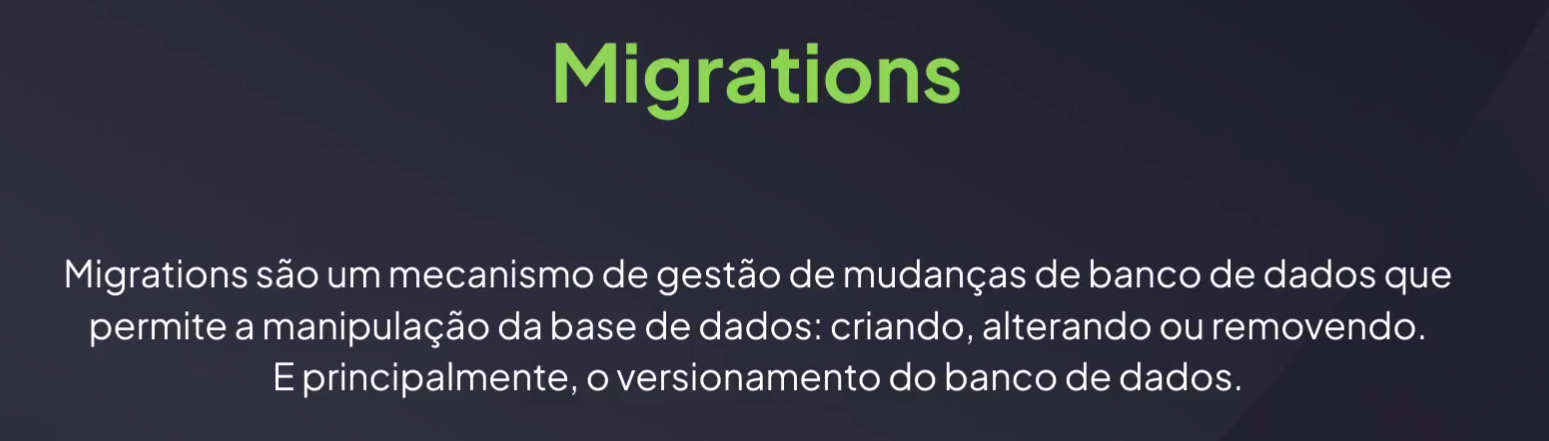 Migrations
Migrations são um mecanismo de gestão de mudanças de banco de dados que
permite a manipulação da base de dados: criando, alterando ou removendo.
E principalmente, o versionamento do banco de dados.